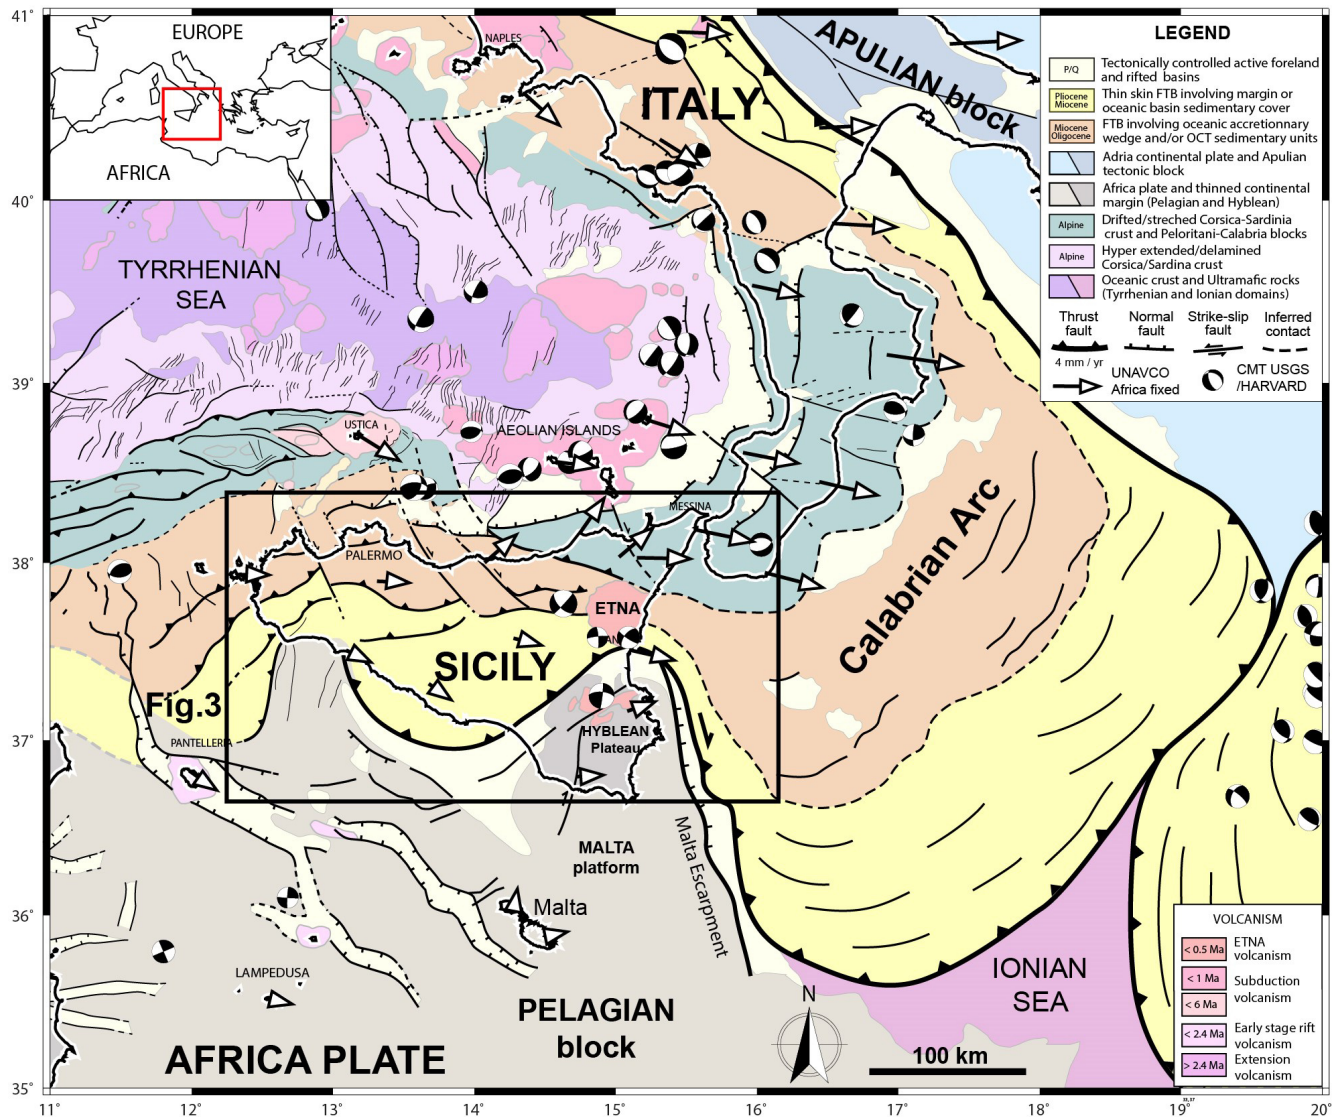 EUROPE
AFRICA
NAPLES
ITALY
APULIAN block
TYRRHENIAN
SEA
USTICA
AEOLIAN ISLANDS
MESSINA
PALERMO
ETNA
SICILY
Calabrian Arc
Fig.3
PANTELLERIA
HYBLEAN
Plateau
MALTA
platform
Malta Escarpment
Malta
LAMPEDUSA
PELAGIAN
block
AFRICA PLATE
IONIAN
SEA
N
100 km
LEGEND
P/Q
Tectonically controlled active foreland
and rifted basins
Pliocene
Miocene
Thin skin FTB involving margin or
oceanic basin sedimentary cover
Miocene
Oligocene
FTB involving oceanic accretionnary
wedge and/or OCT sedimentary units
Adria continental plate and Apulian
tectonic block
Africa plate and thinned continental
margin (Pelagian and Hyblean)
Alpine
Drifted/streched Corsica-Sardinia
crust and Peloritani-Calabria blocks
Alpine
Hyper extended/delamined
Corsica/Sardina crust
Oceanic crust and Ultramafic rocks
(Tyrrhenian and Ionian domains)
Thrust
fault
Normal
fault
Strike-slip
fault
Inferred
contact
4 mm / yr
UNAVCO
Africa fixed
CMT USGS
/HARVARD
VOLCANISM
< 0.5 Ma
ETNA
volcanism
< 1 Ma
< 6 Ma
Subduction
volcanism
< 2.4 Ma
Early stage rift
volcanism
> 2.4 Ma
Extension
volcanism
41°
40°
39°
38°
37°
36°
35°
11°
12°
13°
14°
15°
16°
17°
18°
19°
20°